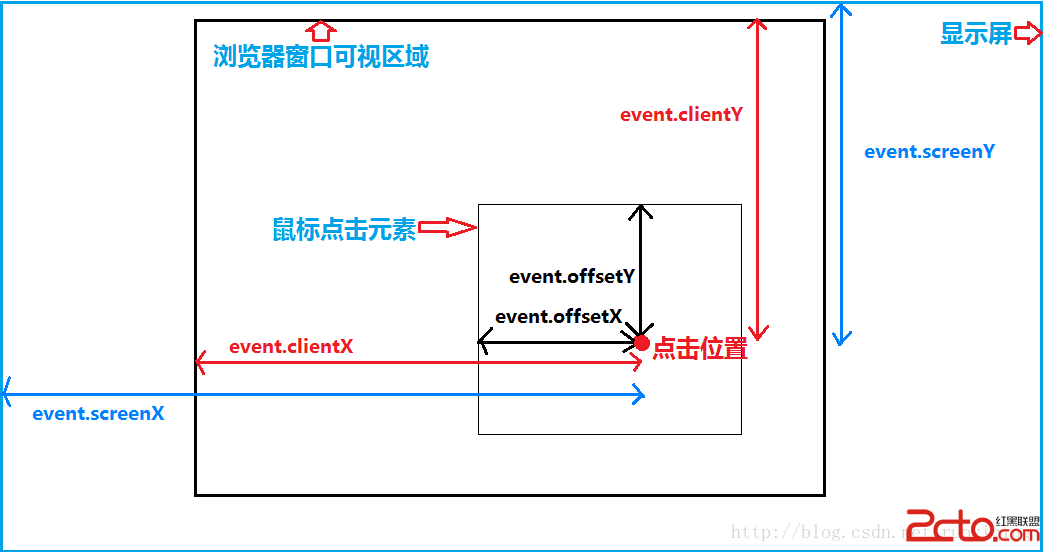 显示屏
浏览器窗口可视区域
event.clientY
event.screenY
鼠标点击元素
event.offsetY
event.offsetX
event.clientX
点击位置
event.screenX
http://blog.csdn.net
2cto.com
红黑联盟